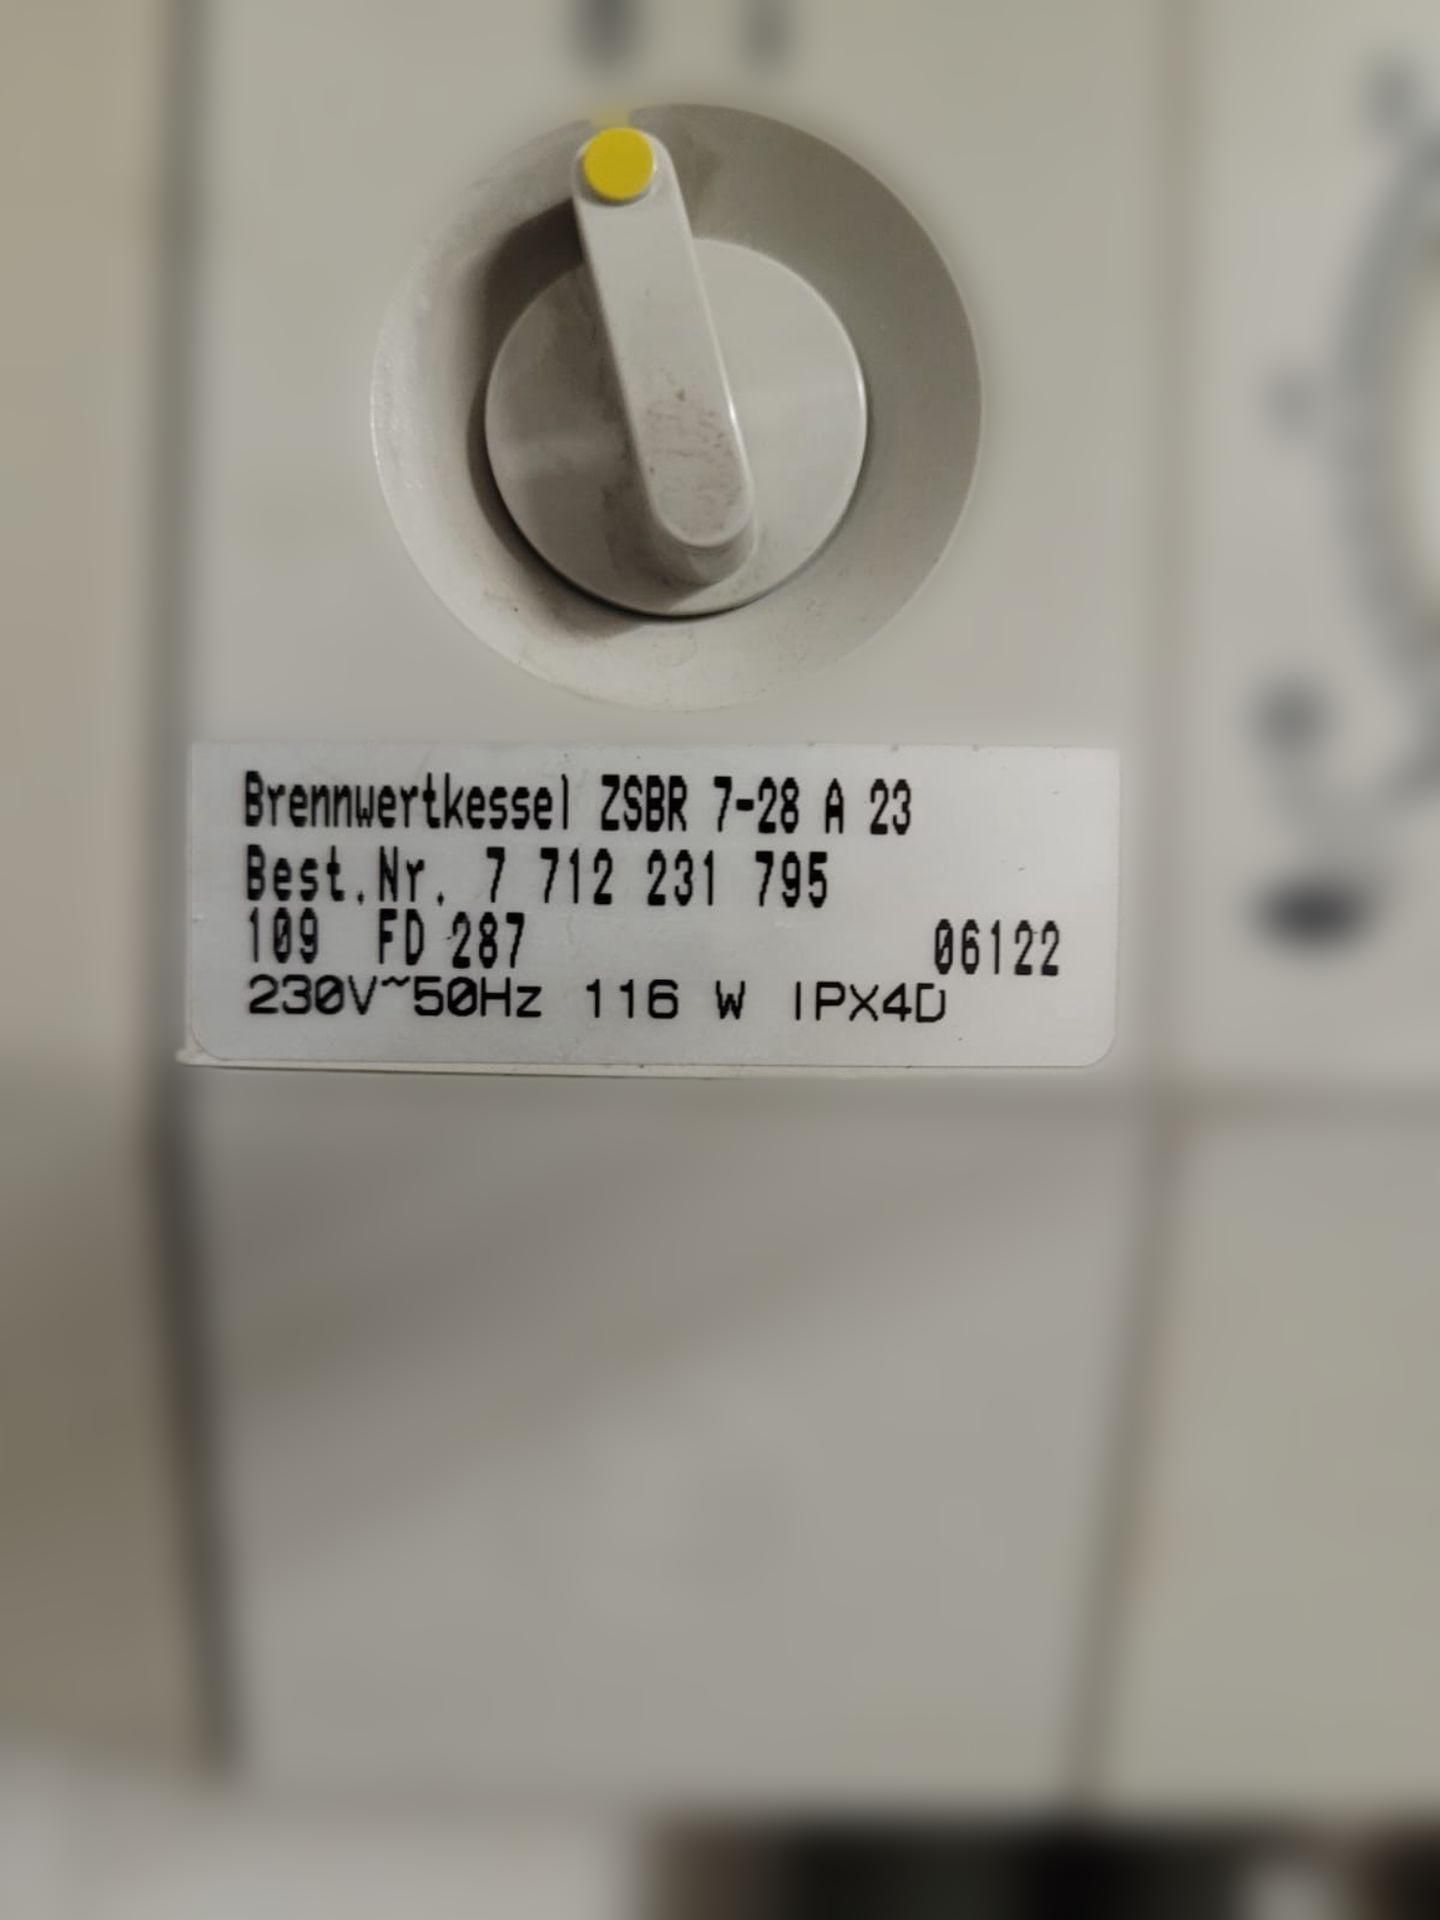 Brennwertkessel ZSBR 7-28 A 23
Best.Nr. 7 712 231 795
109 FD 287 06122
230V~50Hz 116 W IPX4D